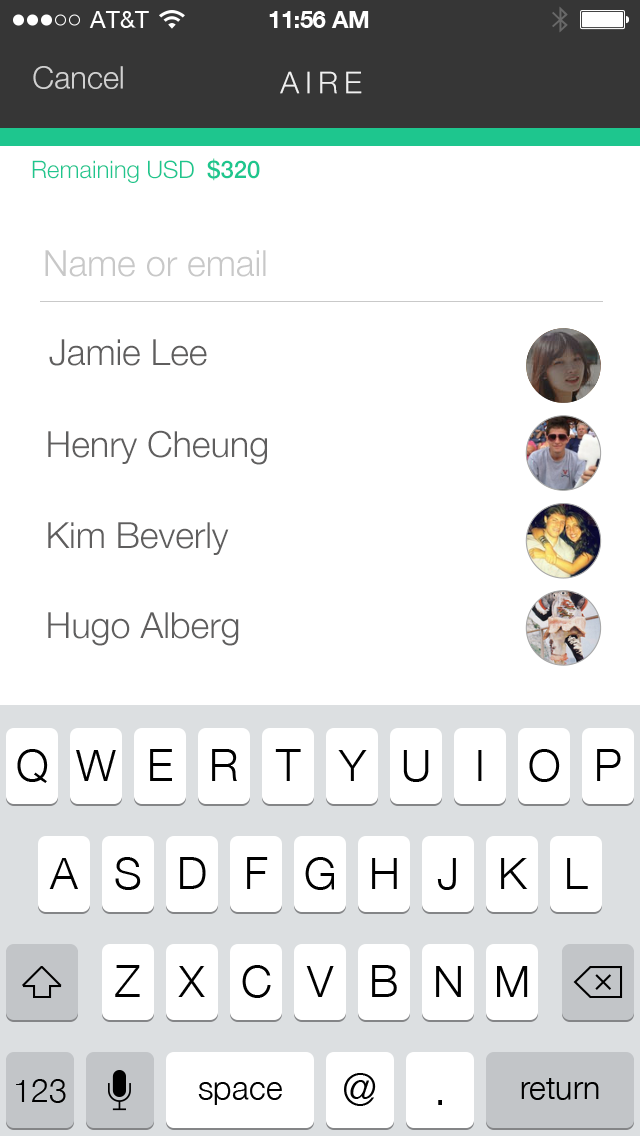 AT&T 11:56 AM
Cancel AIRE
Remaining USD $320
Name or email
Jamie Lee
Henry Cheung
Kim Beverly
Hugo Alberg
Q W E R T Y U I O P
A S D F G H J K L
Z X C V B N M
123 space @ . return